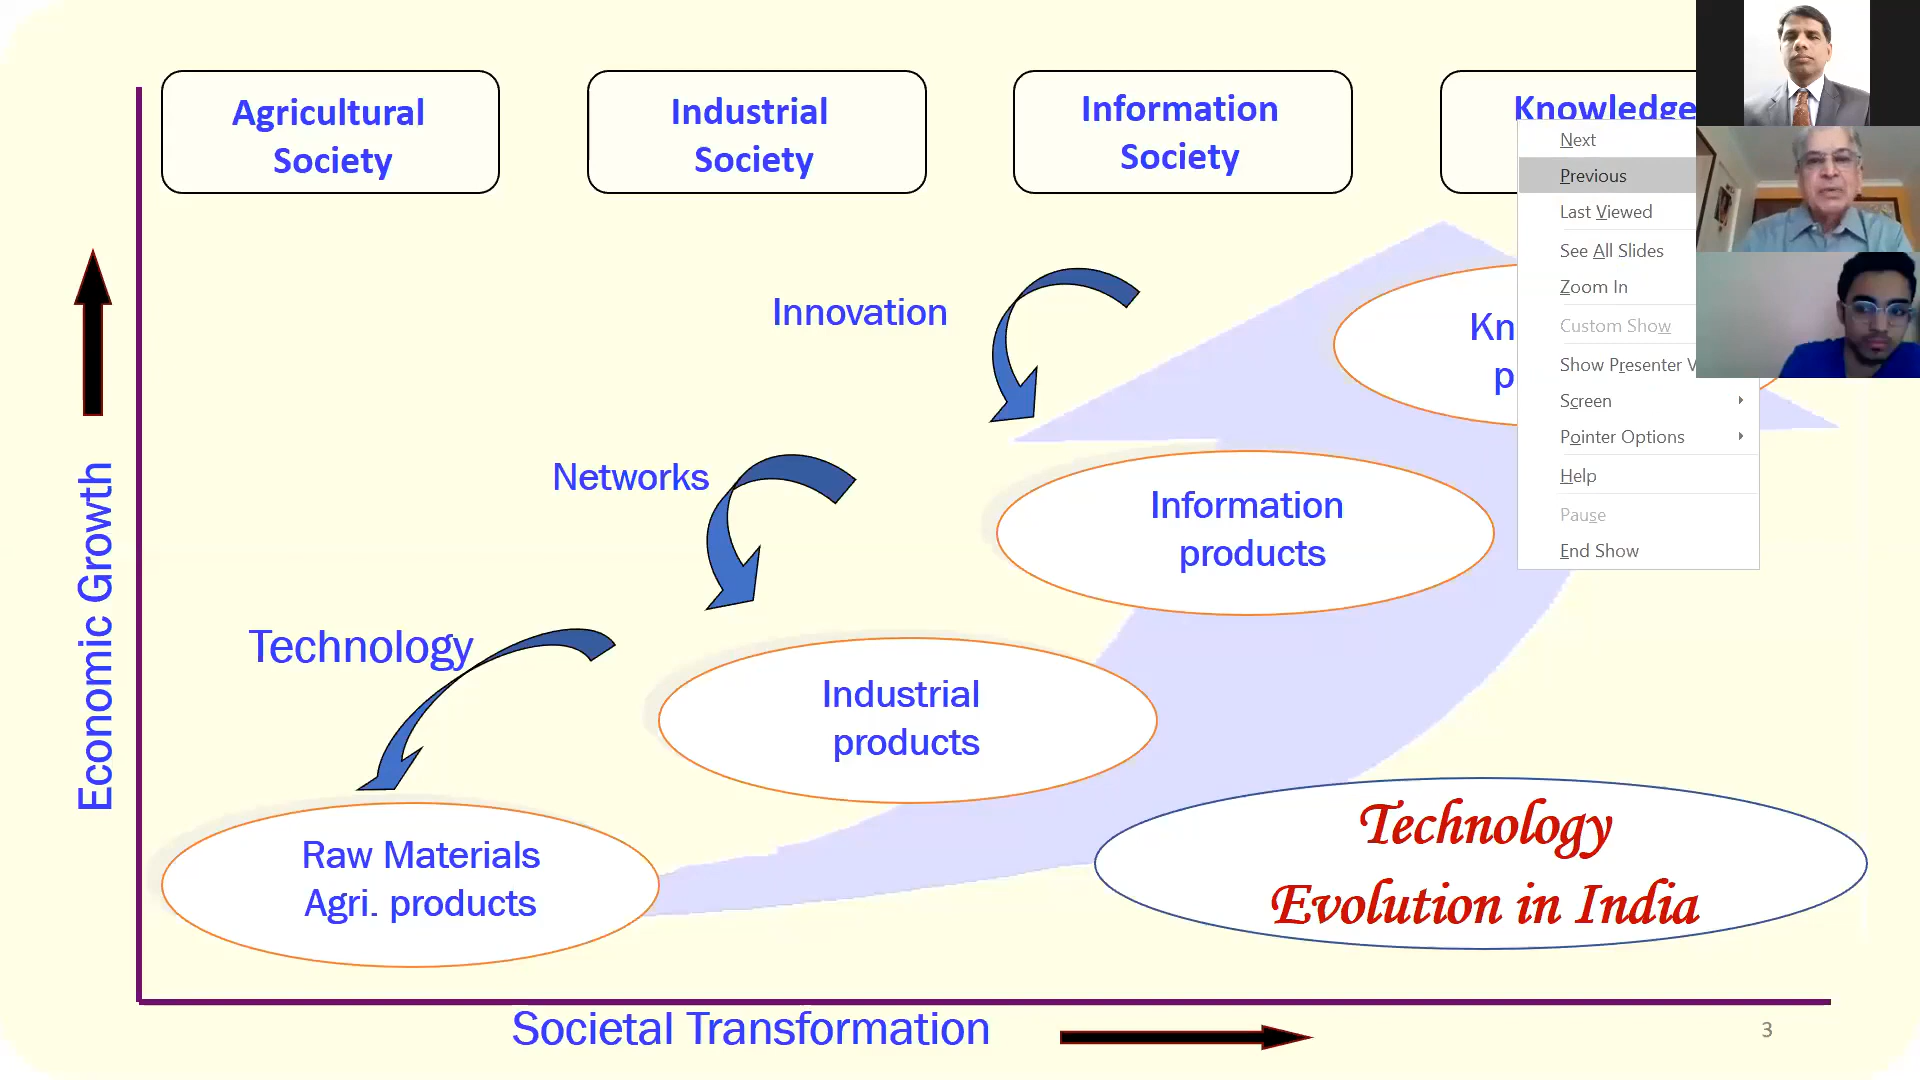 Agricultural
Society
Industrial
Society
Information
Society
Knowledge
Next
Previous
Last Viewed
See All Slides
Zoom In
Custom Show
Show Presenter
Screen
Pointer Options
Help
Pause
End Show
Innovation
Kn
p
Networks
Information
products
Technology
Industrial
products
Raw Materials
Agri. products
Technology
Evolution in India
Economic Growth
Societal Transformation
3